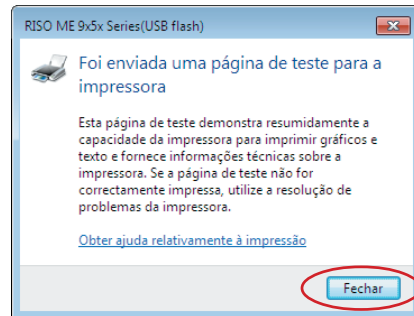 RISO ME 9x5x Series(USB flash)
Foi enviada uma página de teste para a
impressora
Esta página de teste demonstra resumidamente a
capacidade da impressora para imprimir gráficos e
texto e fornece informações técnicas sobre a
impressora. Se a página de teste não for
correctamente impressa, utilize a resolução de
problemas da impressora.
Obter ajuda relativamente à impressão
Fechar